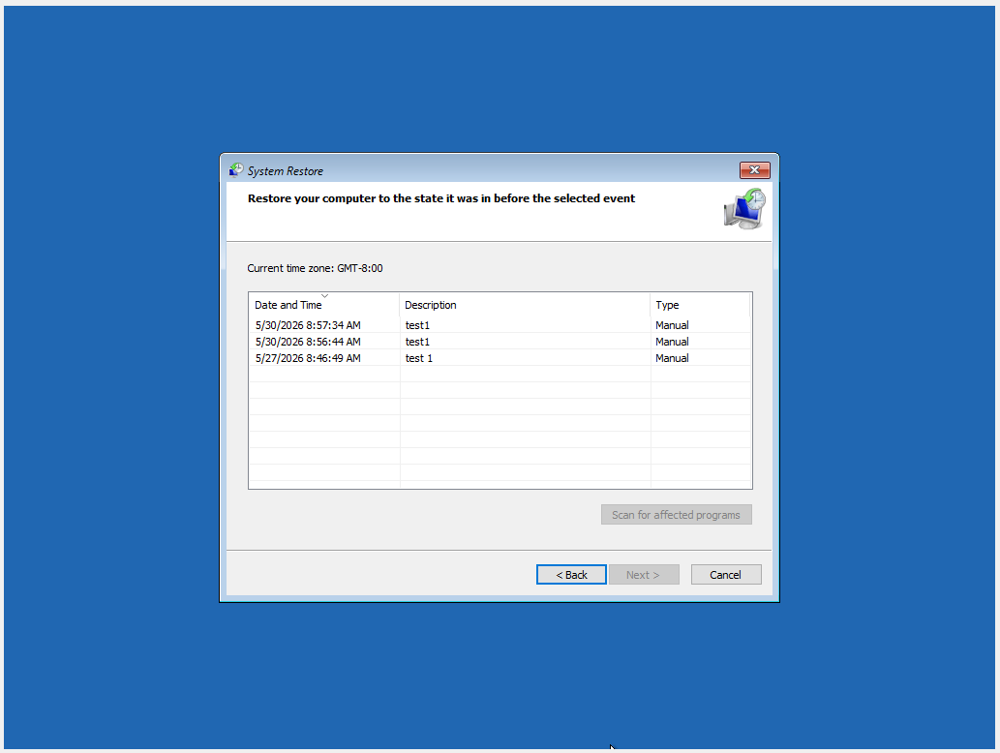 System Restore
Restore your computer to the state it was in before the selected event
Current time zone: GMT-8:00
Date and Time Description Type
5/30/2026 8:57:34 AM test1 Manual
5/30/2026 8:56:44 AM test1 Manual
5/27/2026 8:46:49 AM test 1 Manual
Scan for affected programs
< Back Next > Cancel